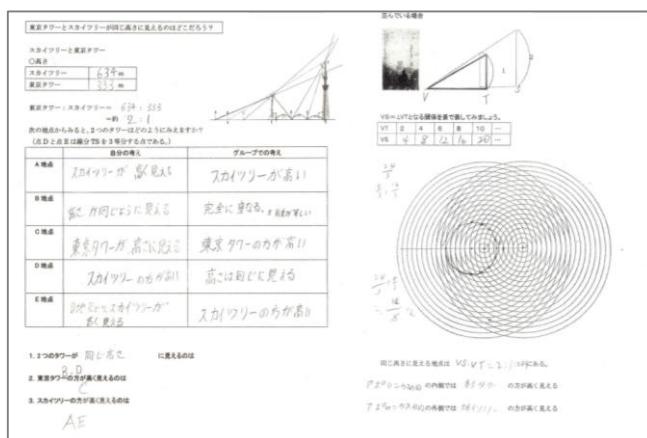 東京タワーとスカイツリーが同じ高さに見えるのはどこだろう？
スカイツリーと東京タワー
○高さ
スカイツリー 634 m
東京タワー 333 m
東京タワー：スカイツリー＝ 634 : 333
＝約 2 : 1
次の地点からみると、2つのタワーはどのようにみえますか？
(点Dと点Eは線分TSを3等分する点である。)
自分の考え グループでの考え
A地点 スカイツリーが高く見える スカイツリーが高い
B地点 高さが同じように見える 完全に重なる。
C地点 東京タワーが高さに見える 東京タワーの方が高い
D地点 スカイツリーの方が高い 高さは同じに見える
E地点 スカイツリーが高く見える スカイツリーの方が高い
1. 2つのタワーが 同じ高さ に見えるのは
B, D
2. 東京タワーの方が高く見えるのは
C
3. スカイツリーの方が高く見えるのは
AE
並んでいる場合
1
2
V T S
VS= LVTとなる関係を表で表してみましょう。
VT 2 4 6 8 10 …
VS 4 8 12 16 20 …
同じ高さに見える地点は VS:VT=2:1 にある。
の内側では 東京タワー の方が高く見える
の外側では スカイツリー の方が高く見える